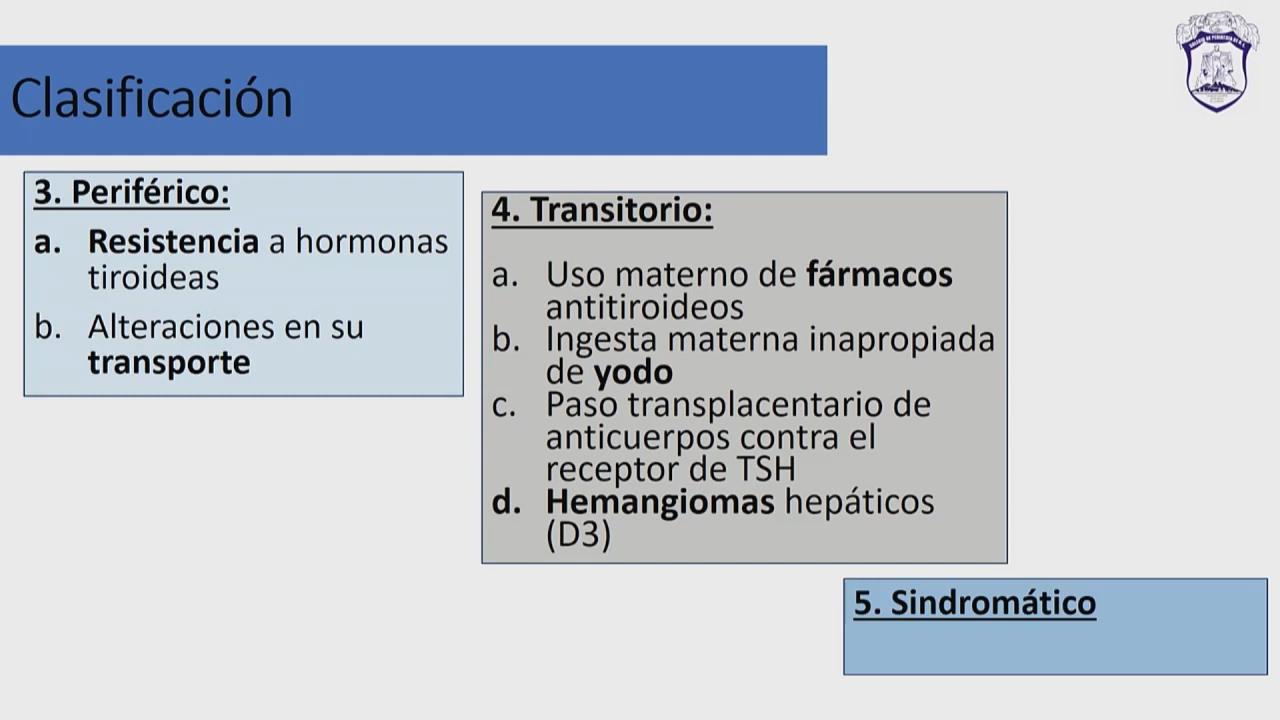 Clasificación
3. Periférico:
a. Resistencia a hormonas
tiroideas
b. Alteraciones en su
transporte
4. Transitorio:
a. Uso materno de fármacos
antitiroideos
b. Ingesta materna inapropiada
de yodo
c. Paso transplacentario de
anticuerpos contra el
receptor de TSH
d. Hemangiomas hepáticos
(D3)
5. Sindromático